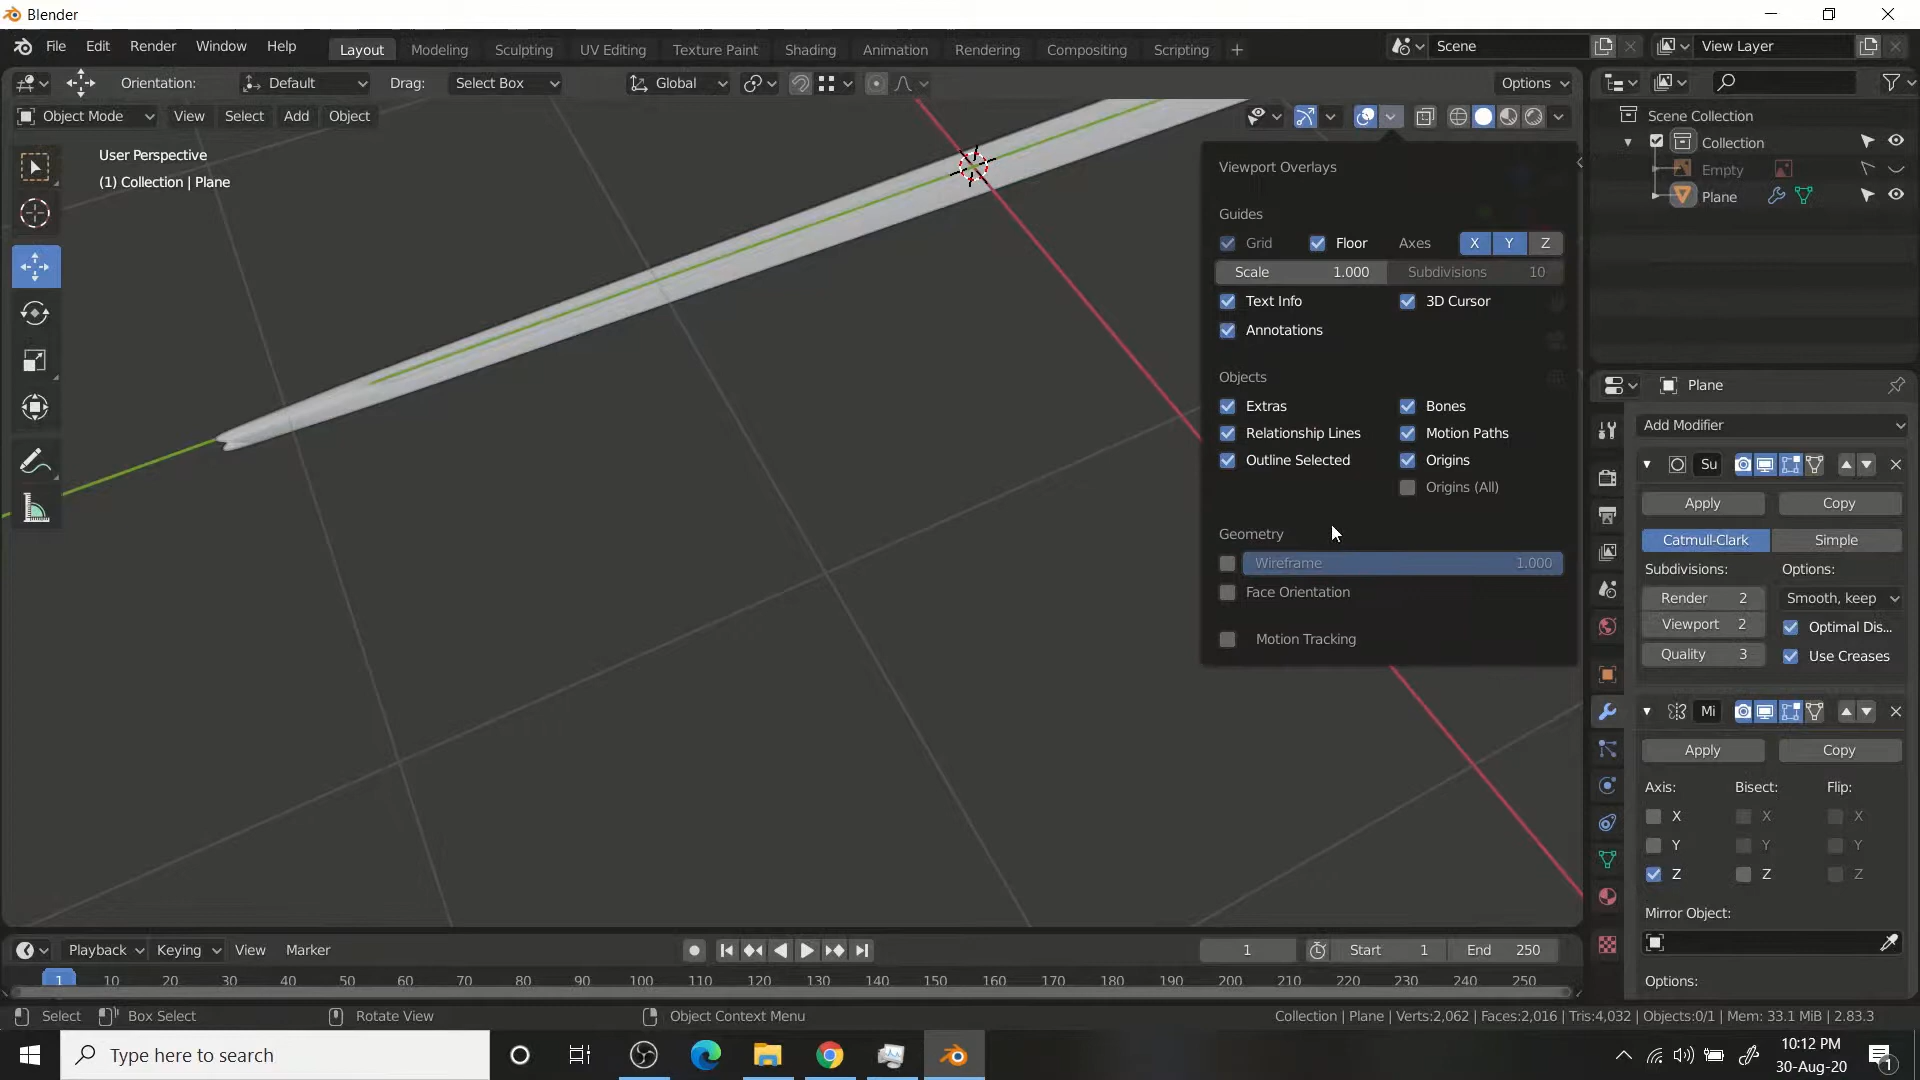 Blender
File Edit Render Window Help Layout Modeling Sculpting UV Editing Texture Paint Shading Animation Rendering Compositing Scripting + Scene View Layer
Orientation: Default Drag: Select Box Global Options
Object Mode View Select Add Object
User Perspective
(1) Collection | Plane
Viewport Overlays
Guides
Grid Floor Axes X Y Z
Scale 1.000 Subdivisions 10
Text Info 3D Cursor
Annotations
Objects
Extras Bones
Relationship Lines Motion Paths
Outline Selected Origins
Origins (All)
Geometry
Wireframe 1.000
Face Orientation
Motion Tracking
Scene Collection
Collection
Empty
Plane
Plane
Add Modifier
Su
Apply Copy
Catmull-Clark Simple
Subdivisions: Options:
Render 2 Smooth, keep
Viewport 2 Optimal Dis...
Quality 3 Use Creases
Mi
Apply Copy
Axis: Bisect: Flip:
X X X
Y Y Y
Z Z Z
Mirror Object:
Options:
Playback Keying View Marker 1 Start 1 End 250
1 10 20 30 40 50 60 70 80 90 100 110 120 130 140 150 160 170 180 190 200 210 220 230 240 250
Select Box Select Rotate View Object Context Menu Collection | Plane | Verts:2,062 | Faces:2,016 | Tris:4,032 | Objects:0/1 | Mem: 33.1 MiB | 2.83.3
Type here to search
10:12 PM
30-Aug-20
1